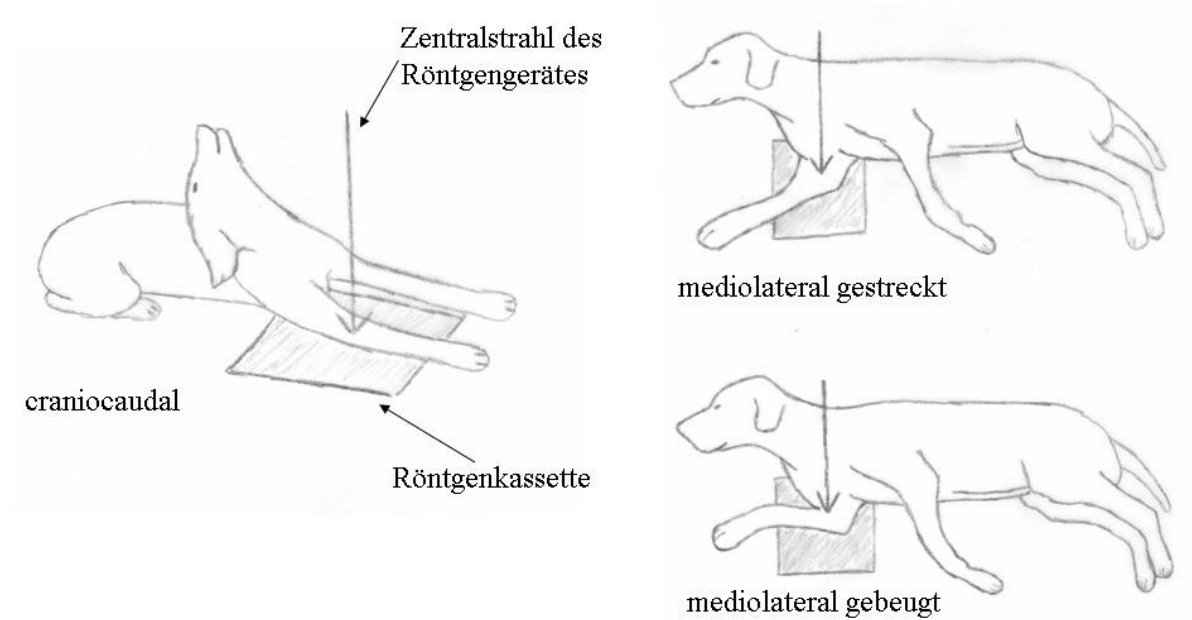 Zentralstrahl des
Röntgengerätes
craniocaudal
Röntgenkassette
mediolateral gestreckt
mediolateral gebeugt